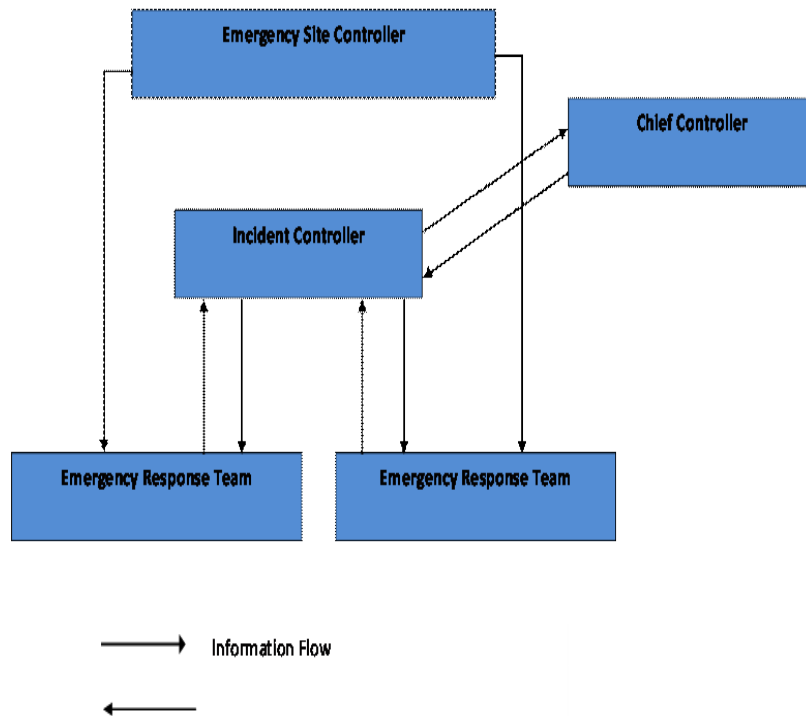 Emergency Site Controller
Chief Controller
Incident Controller
Emergency Response Team
Emergency Response Team
Information Flow